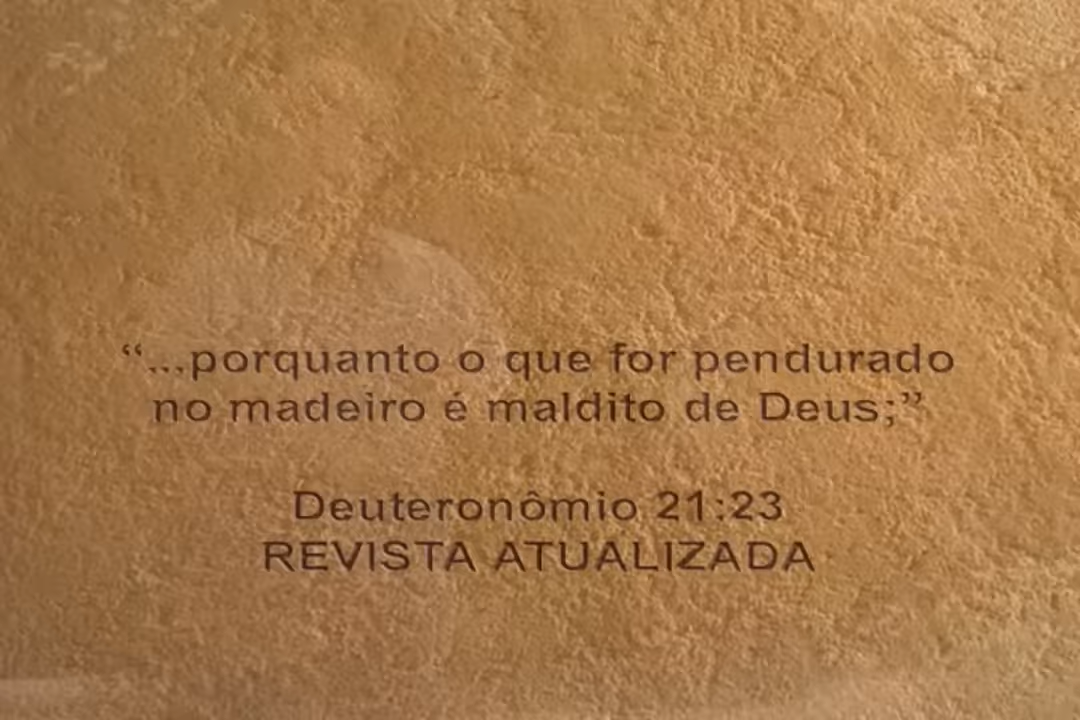 “...porquanto o que for pendurado
no madeiro é maldito de Deus;”
Deuteronômio 21:23
REVISTA ATUALIZADA